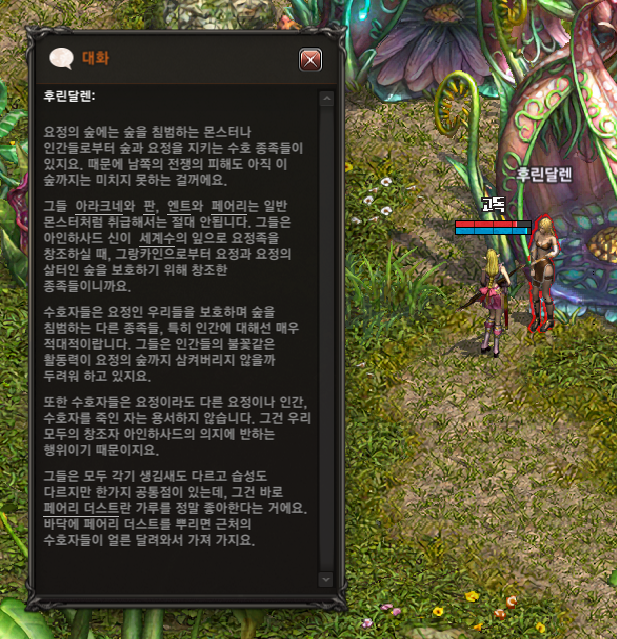 대화
후린달렌:
요정의 숲에는 숲을 침범하는 몬스터나
인간들로부터 숲과 요정을 지키는 수호 종족들이
있지요. 때문에 남쪽의 전쟁의 피해도 아직 이
숲까지는 미치지 못하는 걸꺼에요.
그들 아라크네와 판, 엔트와 페어리는 일반
몬스터처럼 취급해서는 절대 안됩니다. 그들은
아인하사드 신이 세계수의 잎으로 요정족을
창조하실 때, 그랑카인으로부터 요정과 요정의
살터인 숲을 보호하기 위해 창조한
종족들이니까요.
수호자들은 요정인 우리들을 보호하며 숲을
침범하는 다른 종족들, 특히 인간에 대해선 매우
적대적이랍니다. 그들은 인간들의 불꽃같은
활동력이 요정의 숲까지 삼켜버리지 않을까
두려워 하고 있지요.
또한 수호자들은 요정이라도 다른 요정이나 인간,
수호자를 죽인 자는 용서하지 않습니다. 그건 우리
모두의 창조자 아인하사드의 의지에 반하는
행위이기 때문이지요.
그들은 모두 각기 생김새도 다르고 습성도
다르지만 한가지 공통점이 있는데, 그건 바로
페어리 더스트란 가루를 정말 좋아한다는 거에요.
바닥에 페어리 더스트를 뿌리면 근처의
수호자들이 얼른 달려와서 가져 가지요.
후린달렌
고독